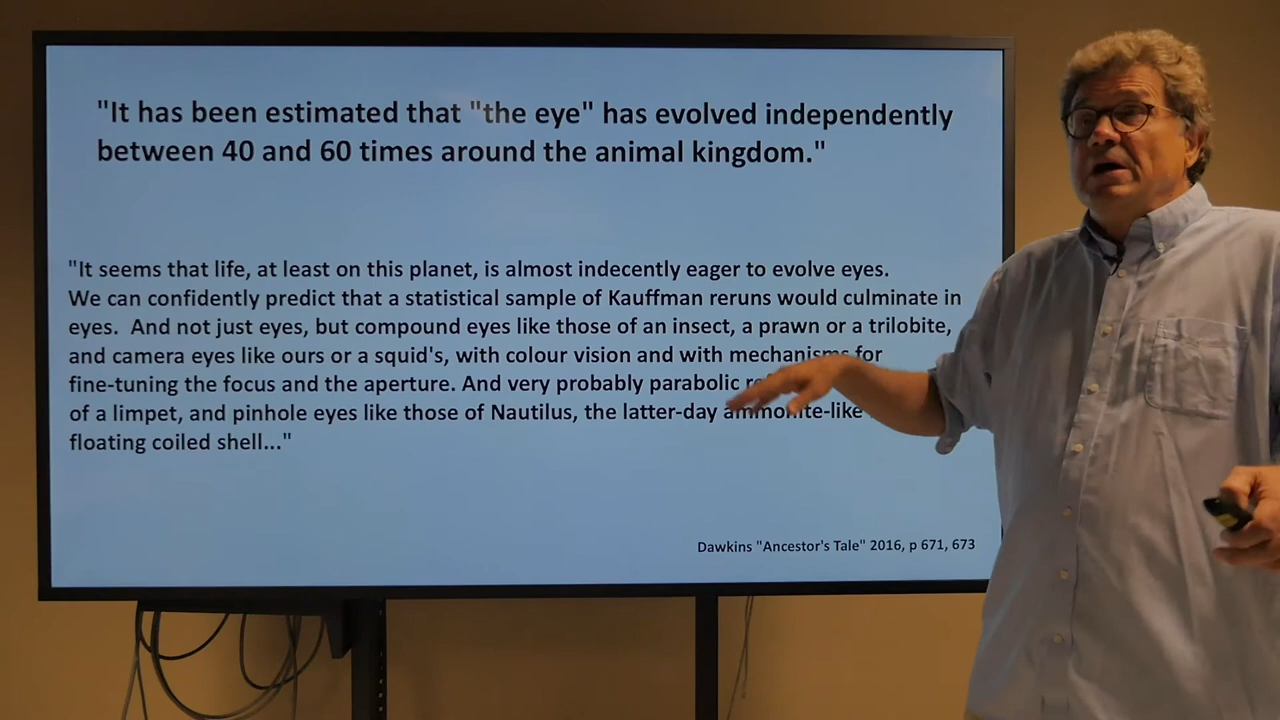 "It has been estimated that "the eye" has evolved independently
between 40 and 60 times around the animal kingdom."
"It seems that life, at least on this planet, is almost indecently eager to evolve eyes.
We can confidently predict that a statistical sample of Kauffman reruns would culminate in
eyes. And not just eyes, but compound eyes like those of an insect, a prawn or a trilobite,
and camera eyes like ours or a squid's, with colour vision and with mechanisms for
fine-tuning the focus and the aperture. And very probably parabolic
of a limpet, and pinhole eyes like those of Nautilus, the latter-day ammonite-like
floating coiled shell..."
Dawkins "Ancestor's Tale" 2016, p 671, 673